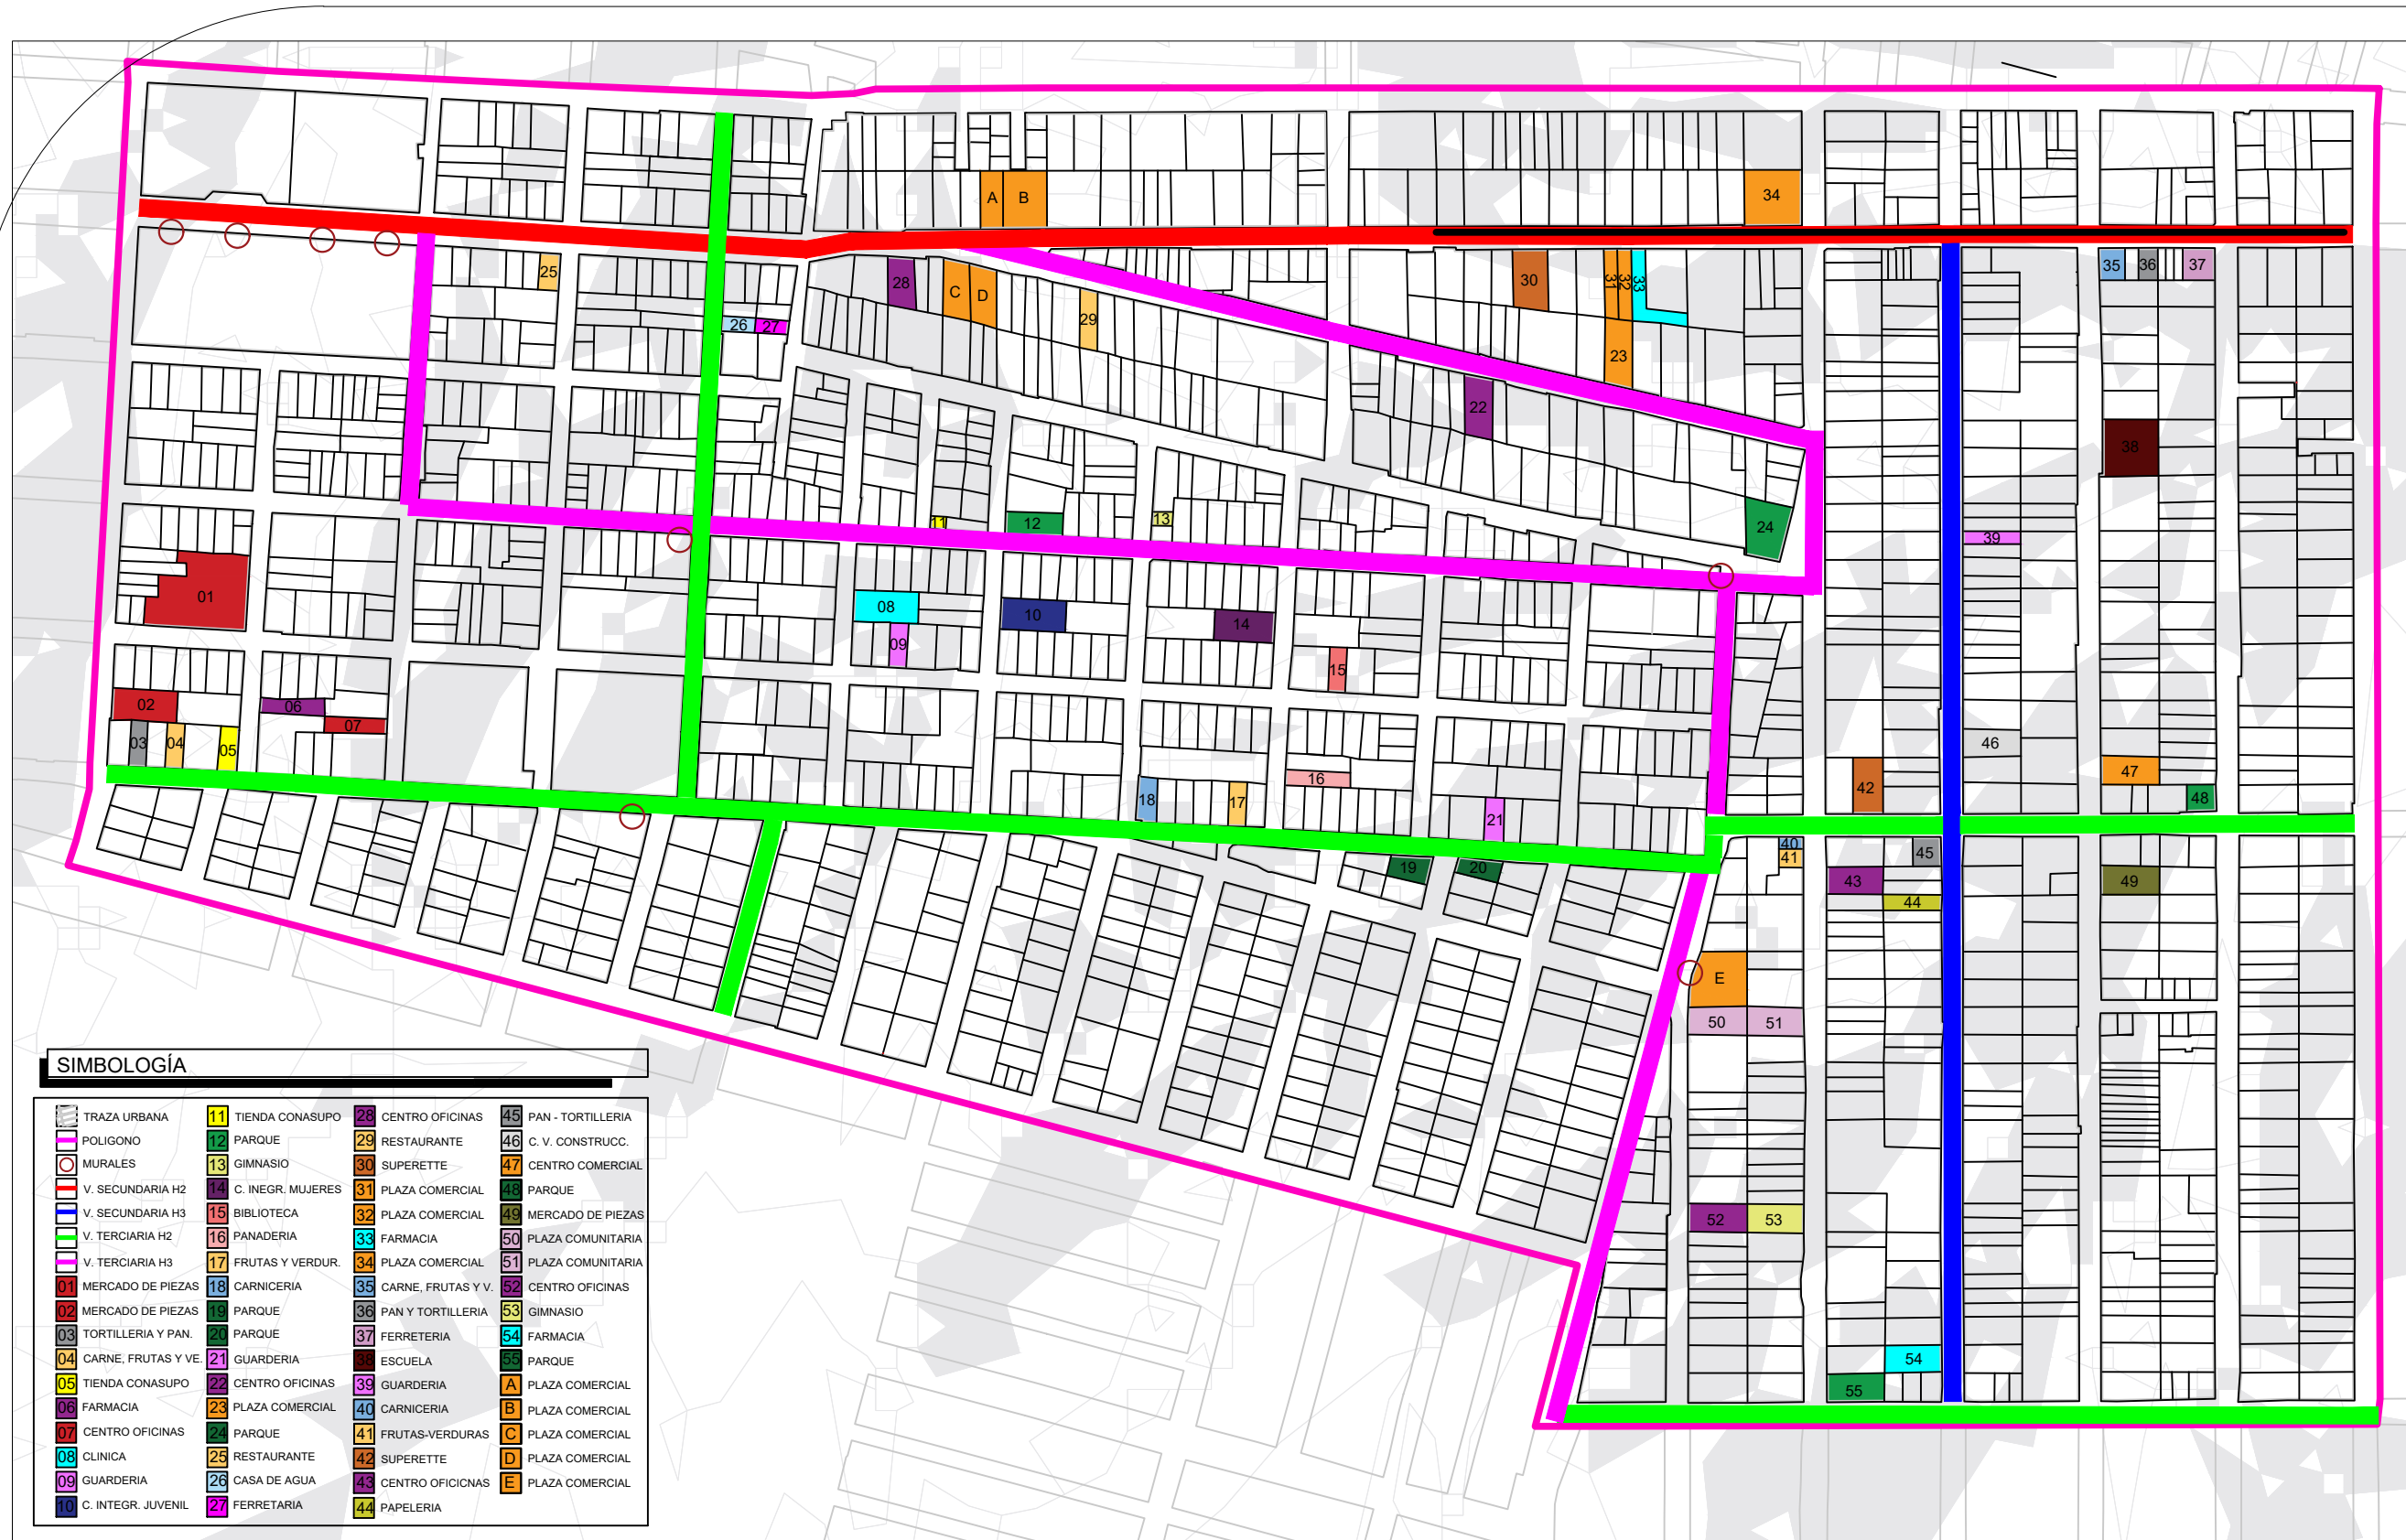 A B
34
25
28
C D
29
30
31
32
33
35 36 37
26 27
23
22
38
11
12
13
24
39
01
08
10
14
09
15
02
06
07
03 04 05
46
16
18
17
21
42
47
48
19 20
40
41
45
43
44
49
E
50 51
52 53
54
55
SIMBOLOGÍA
TRAZA URBANA
POLIGONO
MURALES
V. SECUNDARIA H2
V. SECUNDARIA H3
V. TERCIARIA H2
V. TERCIARIA H3
01 MERCADO DE PIEZAS
02 MERCADO DE PIEZAS
03 TORTILLERIA Y PAN.
04 CARNE, FRUTAS Y VE.
05 TIENDA CONASUPO
06 FARMACIA
07 CENTRO OFICINAS
08 CLINICA
09 GUARDERIA
10 C. INTEGR. JUVENIL
11 TIENDA CONASUPO
12 PARQUE
13 GIMNASIO
14 C. INEGR. MUJERES
15 BIBLIOTECA
16 PANADERIA
17 FRUTAS Y VERDUR.
18 CARNICERIA
19 PARQUE
20 PARQUE
21 GUARDERIA
22 CENTRO OFICINAS
23 PLAZA COMERCIAL
24 PARQUE
25 RESTAURANTE
26 CASA DE AGUA
27 FERRETARIA
28 CENTRO OFICINAS
29 RESTAURANTE
30 SUPERETTE
31 PLAZA COMERCIAL
32 PLAZA COMERCIAL
33 FARMACIA
34 PLAZA COMERCIAL
35 CARNE, FRUTAS Y V.
36 PAN Y TORTILLERIA
37 FERRETERIA
38 ESCUELA
39 GUARDERIA
40 CARNICERIA
41 FRUTAS-VERDURAS
42 SUPERETTE
43 CENTRO OFICICNAS
44 PAPELERIA
45 PAN - TORTILLERIA
46 C. V. CONSTRUCC.
47 CENTRO COMERCIAL
48 PARQUE
49 MERCADO DE PIEZAS
50 PLAZA COMUNITARIA
51 PLAZA COMUNITARIA
52 CENTRO OFICINAS
53 GIMNASIO
54 FARMACIA
55 PARQUE
A PLAZA COMERCIAL
B PLAZA COMERCIAL
C PLAZA COMERCIAL
D PLAZA COMERCIAL
E PLAZA COMERCIAL